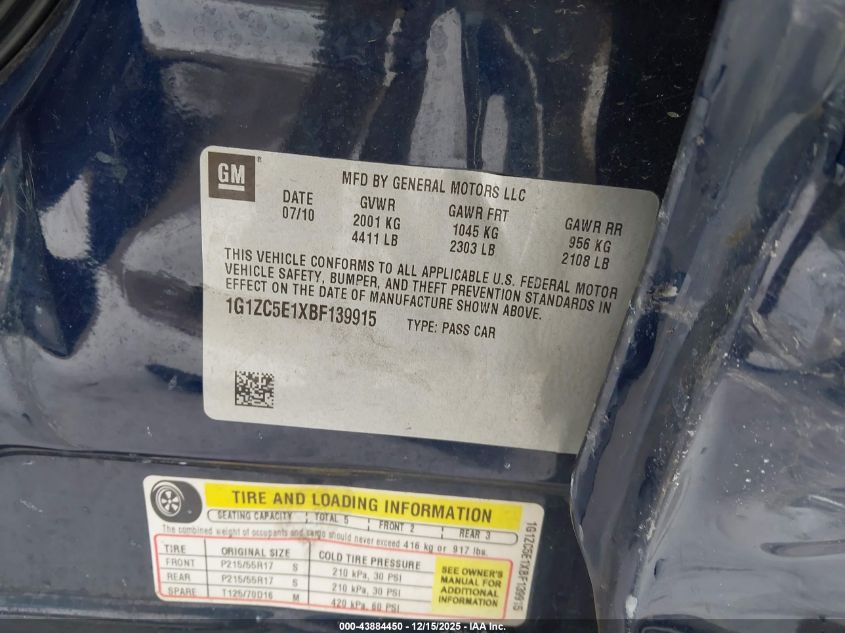 GM
MFD BY GENERAL MOTORS LLC
DATE GVWR GAWR FRT GAWR RR
07/10 2001 KG 1045 KG 956 KG
4411 LB 2303 LB 2108 LB
THIS VEHICLE CONFORMS TO ALL APPLICABLE U.S. FEDERAL MOTOR
VEHICLE SAFETY, BUMPER, AND THEFT PREVENTION STANDARDS IN
EFFECT ON THE DATE OF MANUFACTURE SHOWN ABOVE.
1G1ZC5E1XBF139915 TYPE: PASS CAR
TIRE AND LOADING INFORMATION
SEATING CAPACITY TOTAL 5 FRONT 2 REAR 3
The combined weight of occupants and cargo should never exceed 416 kg or 917 lbs.
TIRE ORIGINAL SIZE COLD TIRE PRESSURE
FRONT P215/55R17 S 210 kPa, 30 PSI
REAR P215/55R17 S 210 kPa, 30 PSI
SPARE T125/70D16 M 420 kPa, 60 PSI
SEE OWNER'S
MANUAL FOR
ADDITIONAL
INFORMATION
1G1ZC5E1XBF139915
000-43884450 - 12/15/2025 - COPYRIGHT IAA, LLC.